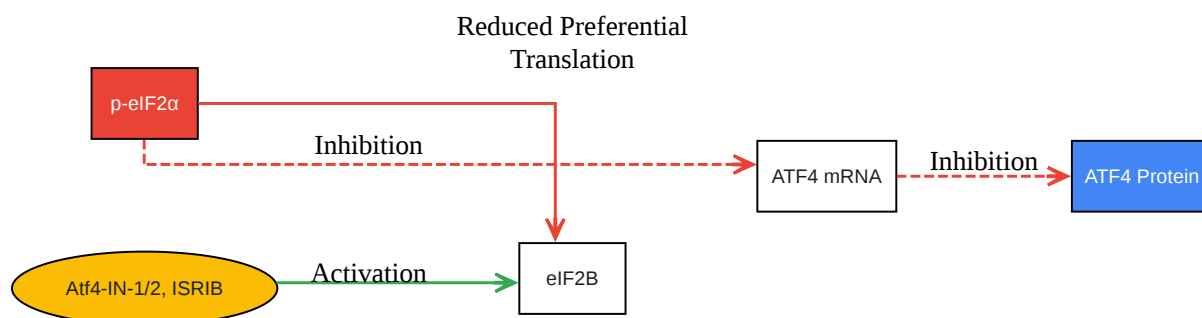 Reduced Preferential
Translation
p-eIF2α
Inhibition
ATF4 mRNA
Inhibition
ATF4 Protein
Atf4-IN-1/2, ISRIB
Activation
eIF2B